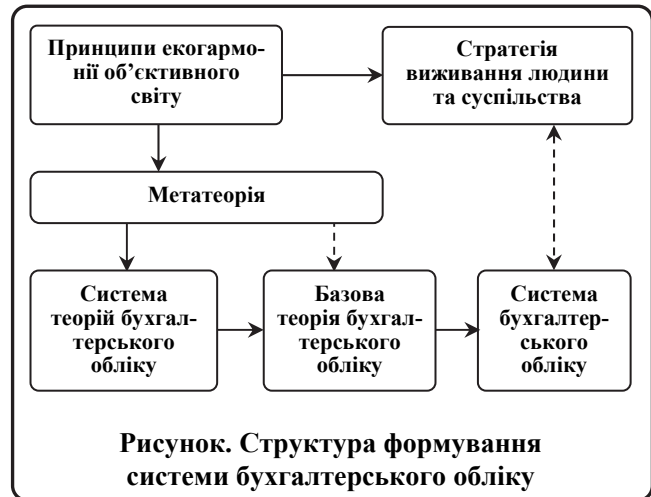 Принципи екогармо-
нії об’єктивного
світу
Стратегія
виживання людини
та суспільства
Метатеорія
Система
теорій бухгал-
терського
обліку
Базова
теорія бухгал-
терського
обліку
Система
бухгалтер-
ського
обліку
Рисунок. Структура формування
системи бухгалтерського обліку